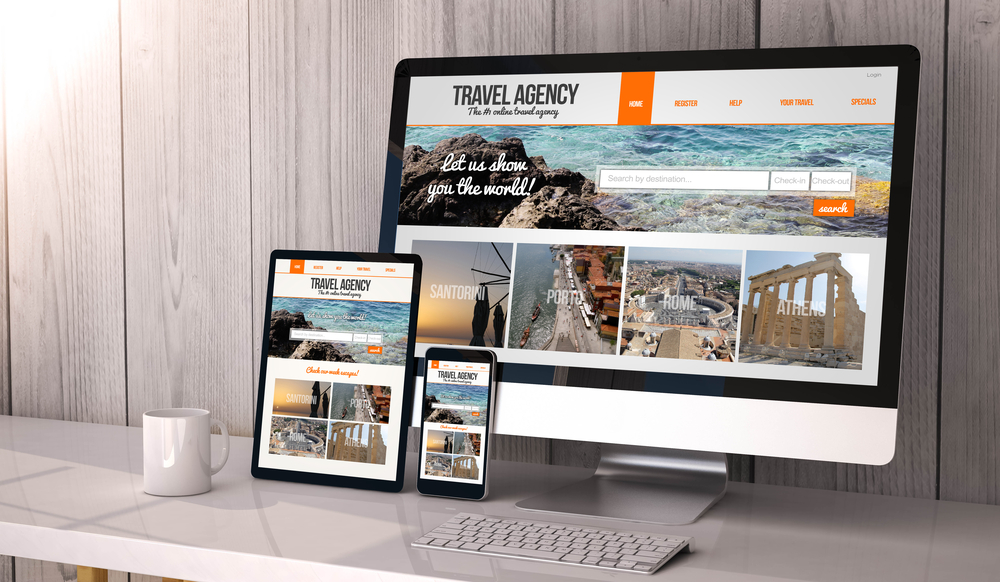 Login
TRAVEL AGENCY
The #1 online travel agency
HOME REGISTER HELP YOUR TRAVEL SPECIALS
let us show
you the world!
Search by destination... Check-in Check-out
search
SANTORINI PORTO ROME ATHENS
HOME REGISTER HELP YOUR TRAVEL SPECIALS
TRAVEL AGENCY
The #1 online travel agency
let us show you the world!
search
Check our made escapes!
SANTORINI PORTO
ROME ATHENS
TRAVEL AGENCY
The #1 online travel agency